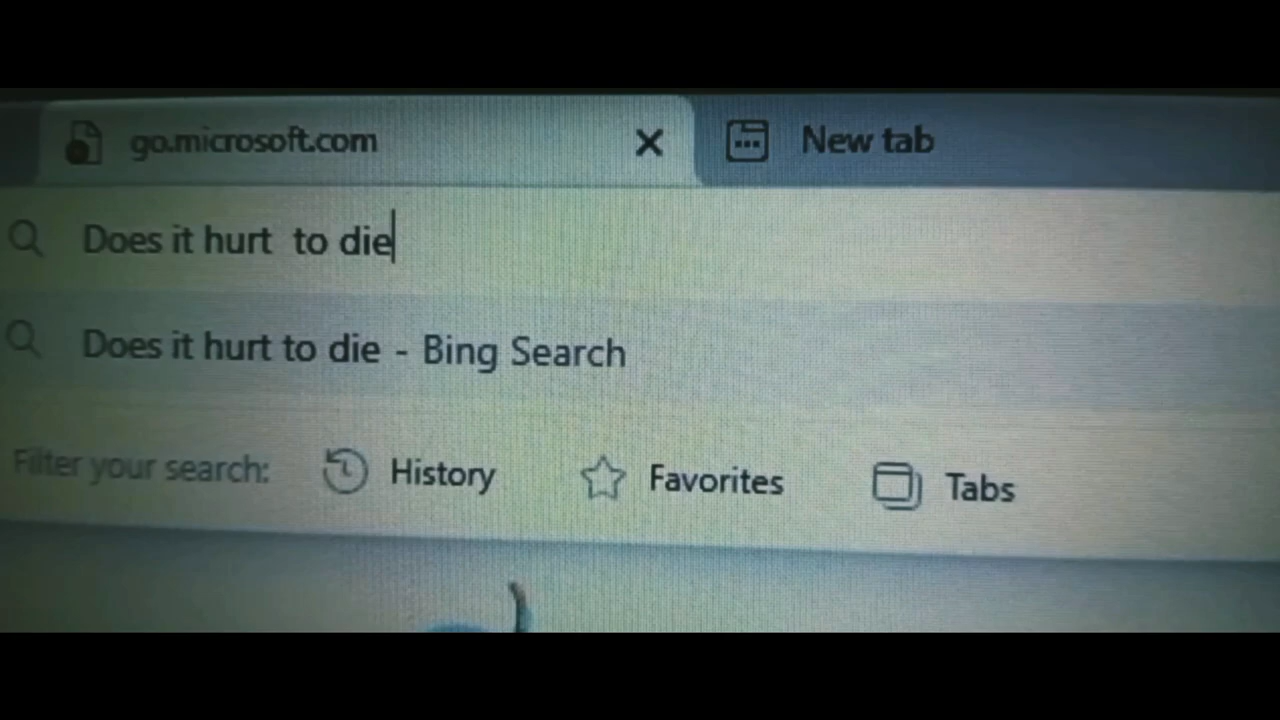 go.microsoft.com
New tab
Does it hurt  to die
Does it hurt to die - Bing Search
Filter your search:
History
Favorites
Tabs